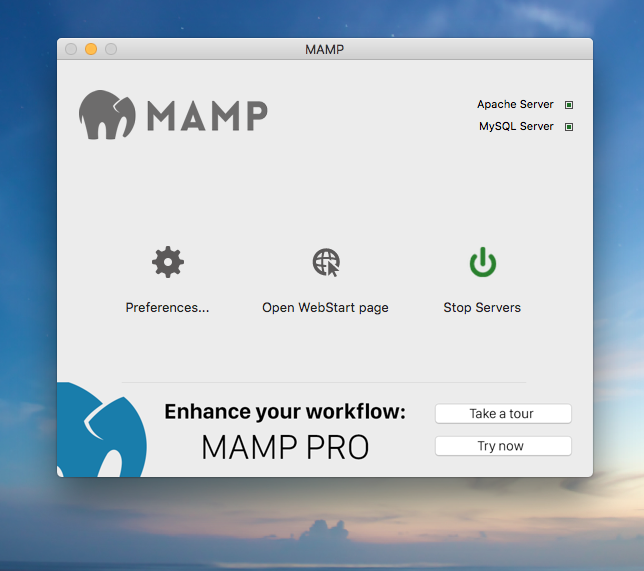 MAMP
MAMP
Apache Server
MySQL Server
Preferences...
Open WebStart page
Stop Servers
Enhance your workflow:
MAMP PRO
Take a tour
Try now